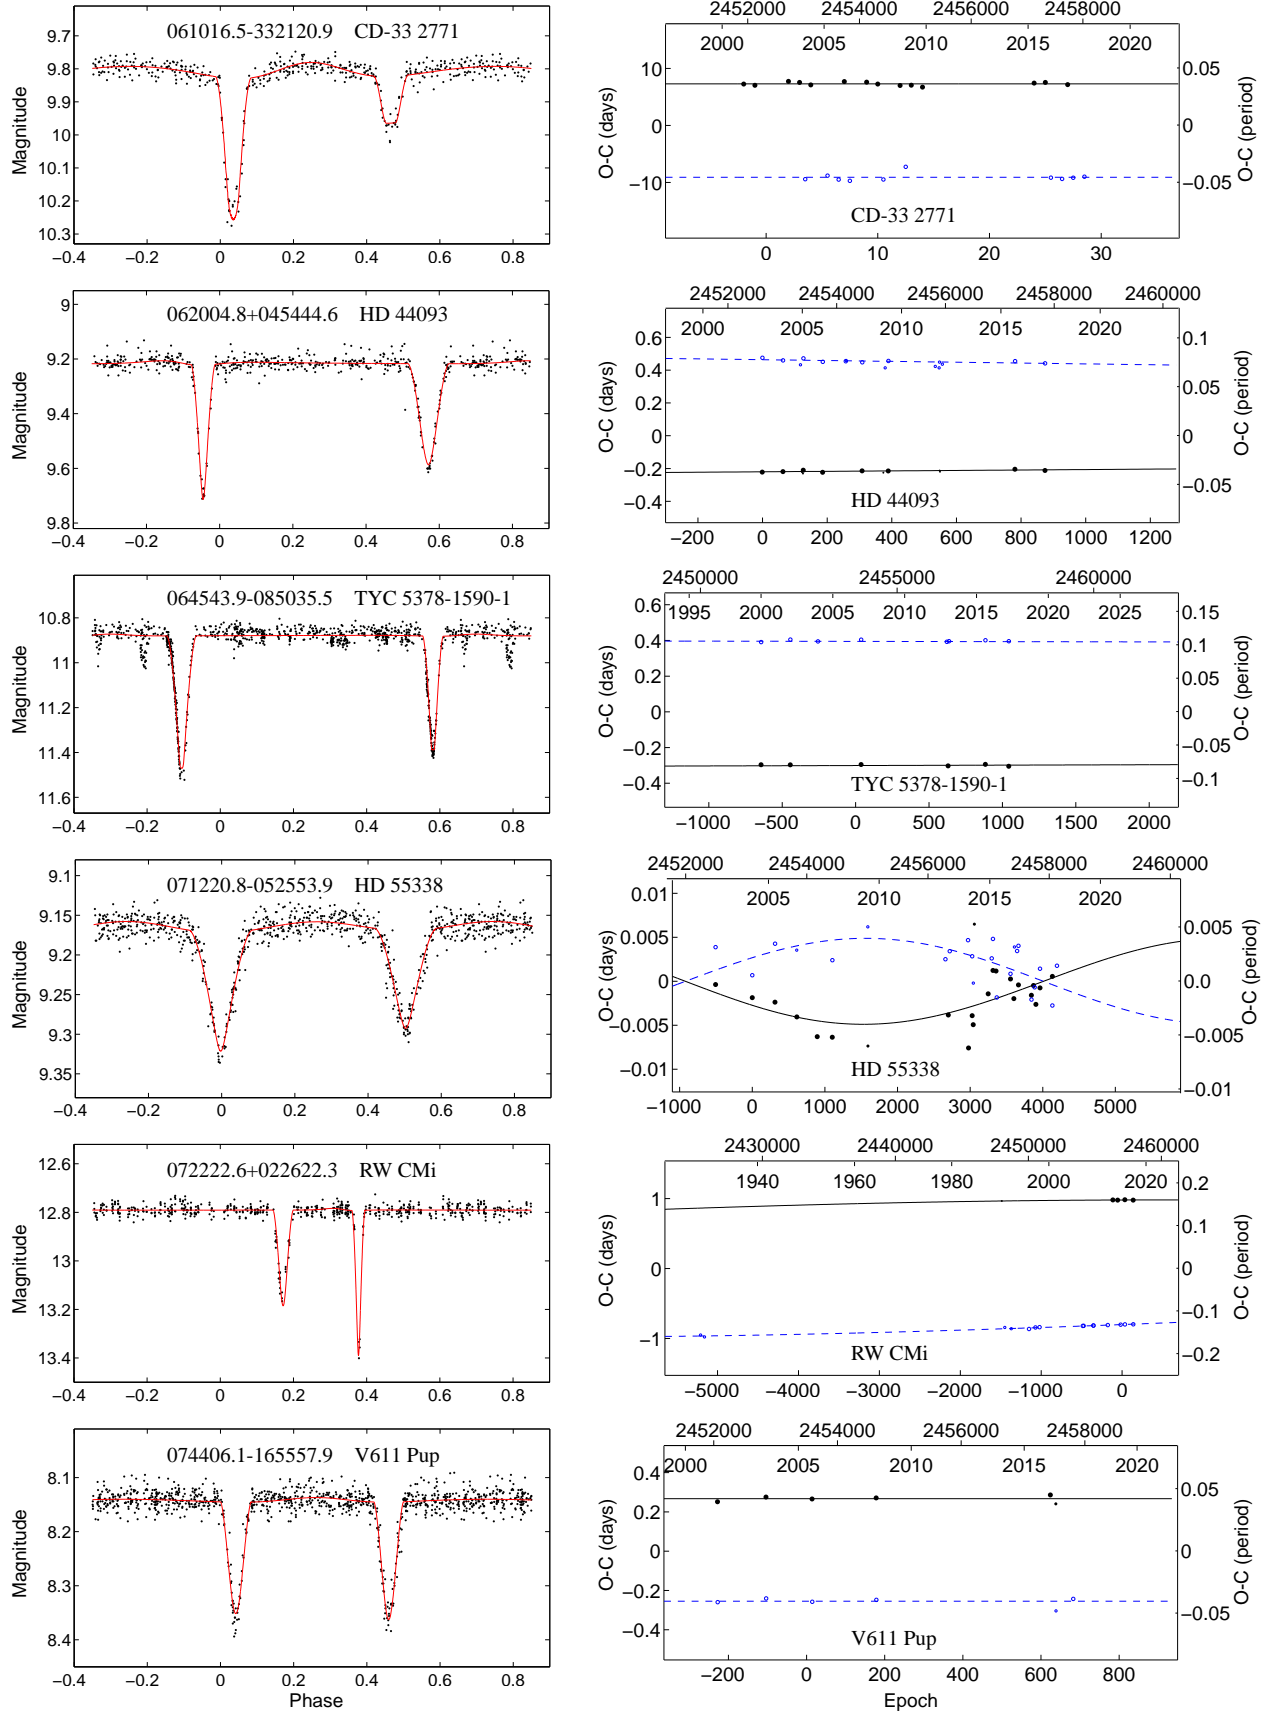 061016.5-332120.9 CD-33 2771
9.7
9.8
9.9
10
10.1
10.2
10.3
Magnitude
−0.4 −0.2 0 0.2 0.4 0.6 0.8
2452000 2454000 2456000 2458000
2000 2005 2010 2015 2020
10
0
−10
O-C (days)
0.05
0
−0.05
O-C (period)
CD-33 2771
0 10 20 30
062004.8+045444.6 HD 44093
9
9.2
9.4
9.6
9.8
Magnitude
−0.4 −0.2 0 0.2 0.4 0.6 0.8
2452000 2454000 2456000 2458000 2460000
2000 2005 2010 2015 2020
0.6
0.4
0.2
0
−0.2
−0.4
O-C (days)
0.1
0.05
0
−0.05
O-C (period)
HD 44093
−200 0 200 400 600 800 1000 1200
064543.9-085035.5 TYC 5378-1590-1
10.8
11
11.2
11.4
11.6
Magnitude
−0.4 −0.2 0 0.2 0.4 0.6 0.8
2450000 2455000 2460000
1995 2000 2005 2010 2015 2020 2025
0.6
0.4
0.2
0
−0.2
−0.4
O-C (days)
0.15
0.1
0.05
0
−0.05
−0.1
O-C (period)
TYC 5378-1590-1
−1000 −500 0 500 1000 1500 2000
071220.8-052553.9 HD 55338
9.1
9.15
9.2
9.25
9.3
9.35
Magnitude
−0.4 −0.2 0 0.2 0.4 0.6 0.8
2452000 2454000 2456000 2458000 2460000
2005 2010 2015 2020
0.01
0.005
0
−0.005
−0.01
O-C (days)
0.005
0
−0.005
−0.01
O-C (period)
HD 55338
−1000 0 1000 2000 3000 4000 5000
072222.6+022622.3 RW CMi
12.6
12.8
13
13.2
13.4
Magnitude
−0.4 −0.2 0 0.2 0.4 0.6 0.8
2430000 2440000 2450000 2460000
1940 1960 1980 2000 2020
1
0
−1
O-C (days)
0.2
0.1
0
−0.1
−0.2
O-C (period)
RW CMi
−5000 −4000 −3000 −2000 −1000 0
074406.1-165557.9 V611 Pup
8.1
8.2
8.3
8.4
Magnitude
−0.4 −0.2 0 0.2 0.4 0.6 0.8
Phase
2452000 2454000 2456000 2458000
2000 2005 2010 2015 2020
0.4
0.2
0
−0.2
−0.4
O-C (days)
0.05
0
−0.05
O-C (period)
V611 Pup
−200 0 200 400 600 800
Epoch